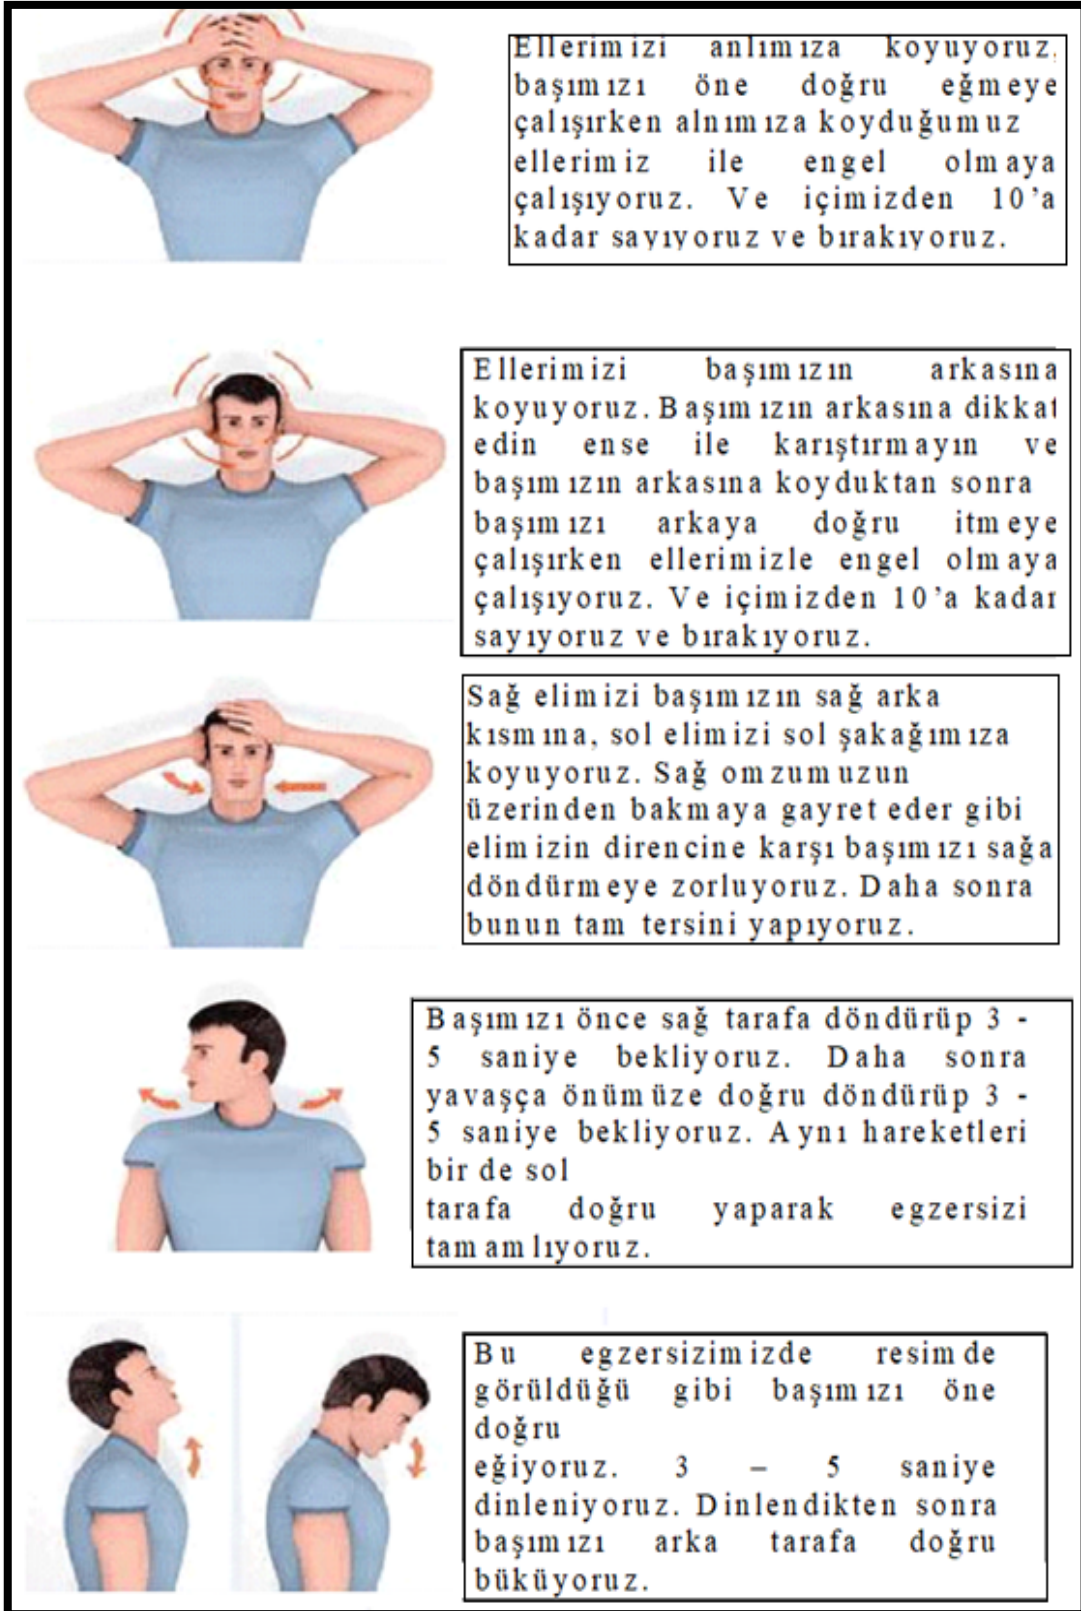 Ellerimizi anlımıza koyuyoruz,
başımızı öne doğru eğmeye
çalışırken alnımıza koyduğumuz
ellerimiz ile engel olmaya
çalışıyoruz. Ve içimizden 10’a
kadar sayıyoruz ve bırakıyoruz.
Ellerimizi başımızın arkasına
koyuyoruz. Başımızın arkasına dikkat
edin ense ile karıştırmayın ve
başımızın arkasına koyduktan sonra
başımızı arkaya doğru itmeye
çalışırken ellerimizle engel olmaya
çalışıyoruz. Ve içimizden 10’a kadar
sayıyoruz ve bırakıyoruz.
Sağ elimizi başımızın sağ arka
kısmına, sol elimizi sol şakağımıza
koyuyoruz. Sağ omzumuzun
üzerinden bakmaya gayret eder gibi
elimizin direncine karşı başımızı sağa
döndürmeye zorluyoruz. Daha sonra
bunun tam tersini yapıyoruz.
Başımızı önce sağ tarafa döndürüp 3 -
5 saniye bekliyoruz. Daha sonra
yavaşça önümüze doğru döndürüp 3 -
5 saniye bekliyoruz. Aynı hareketleri
bir de sol
tarafa doğru yaparak egzersizi
tamamlıyoruz.
Bu egzersizimizde resimde
görüldüğü gibi başımızı öne
doğru
eğiyoruz. 3 – 5 saniye
dinleniyoruz. Dinlendikten sonra
başımızı arka tarafa doğru
büküyoruz.